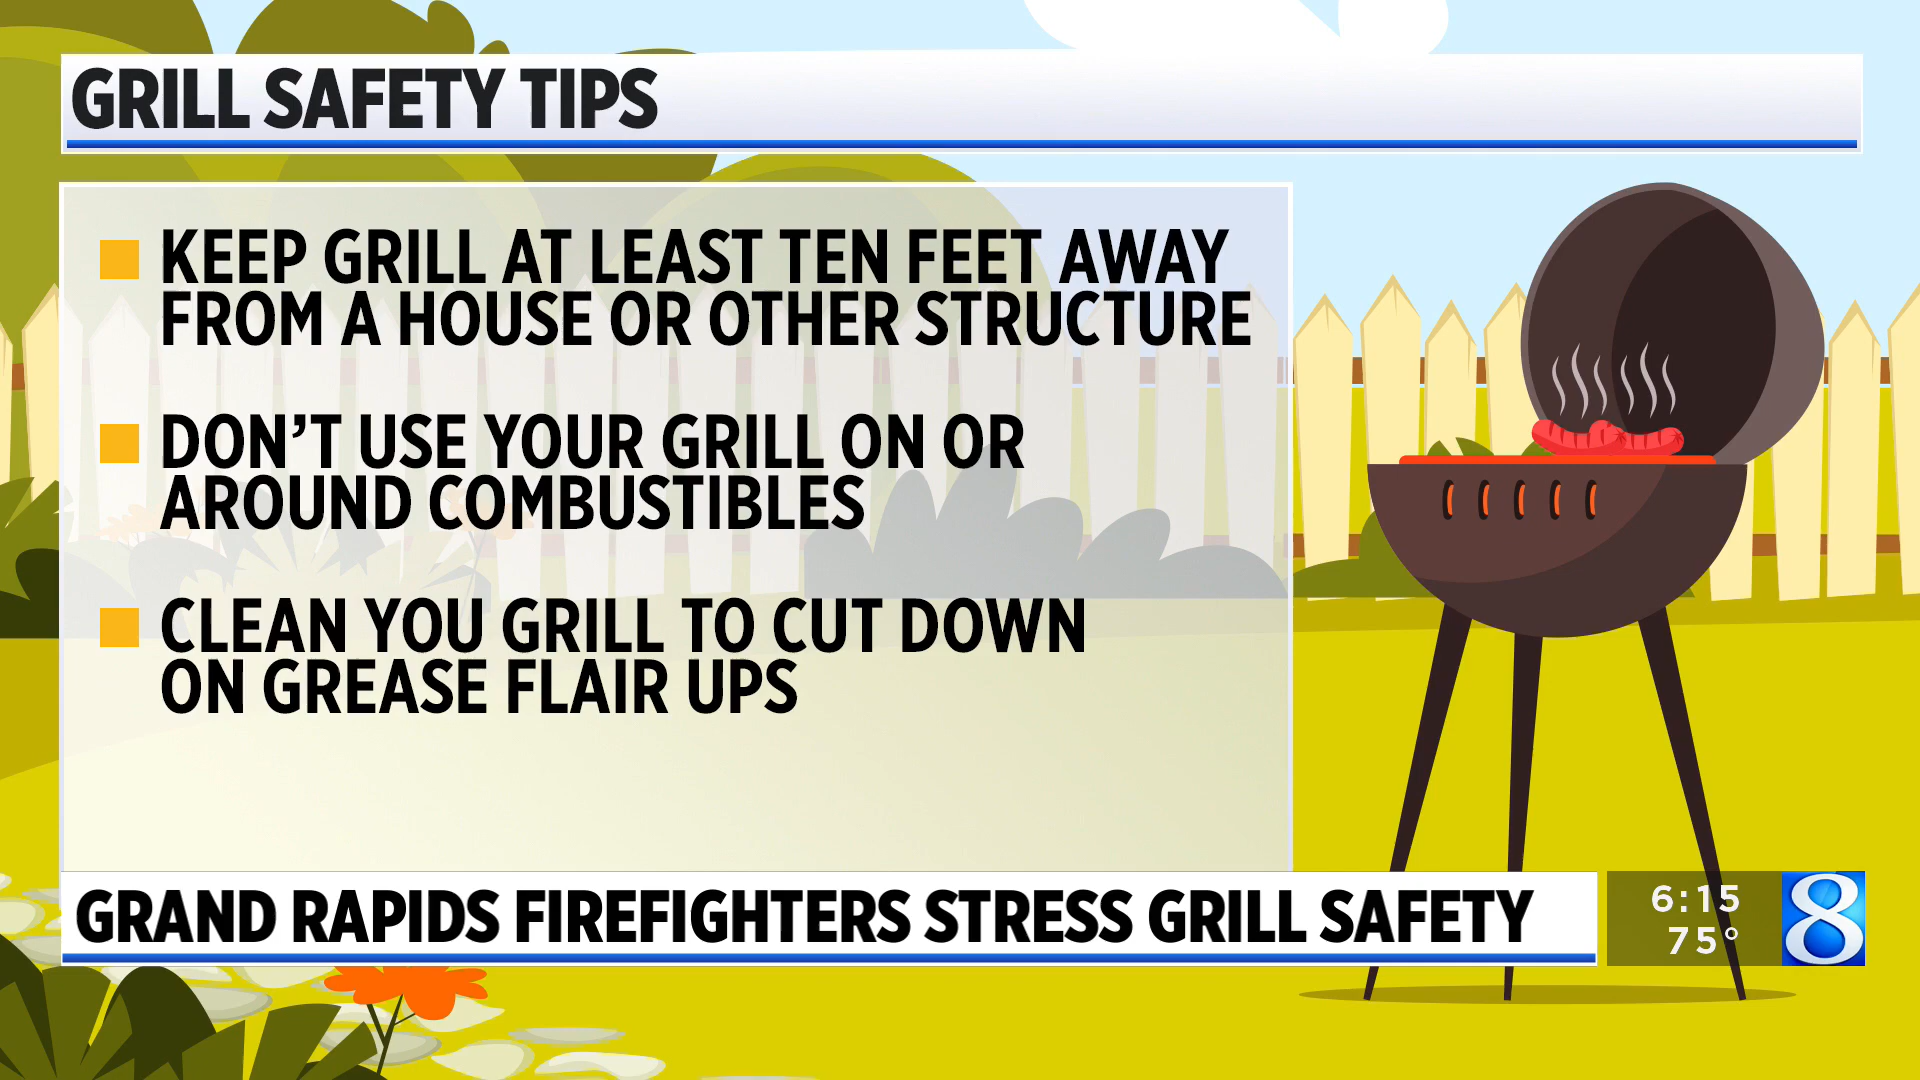 GRILL SAFETY TIPS
KEEP GRILL AT LEAST TEN FEET AWAY
FROM A HOUSE OR OTHER STRUCTURE
DON'T USE YOUR GRILL ON OR
AROUND COMBUSTIBLES
CLEAN YOU GRILL TO CUT DOWN
ON GREASE FLAIR UPS
GRAND RAPIDS FIREFIGHTERS STRESS GRILL SAFETY
6:15
75°
8